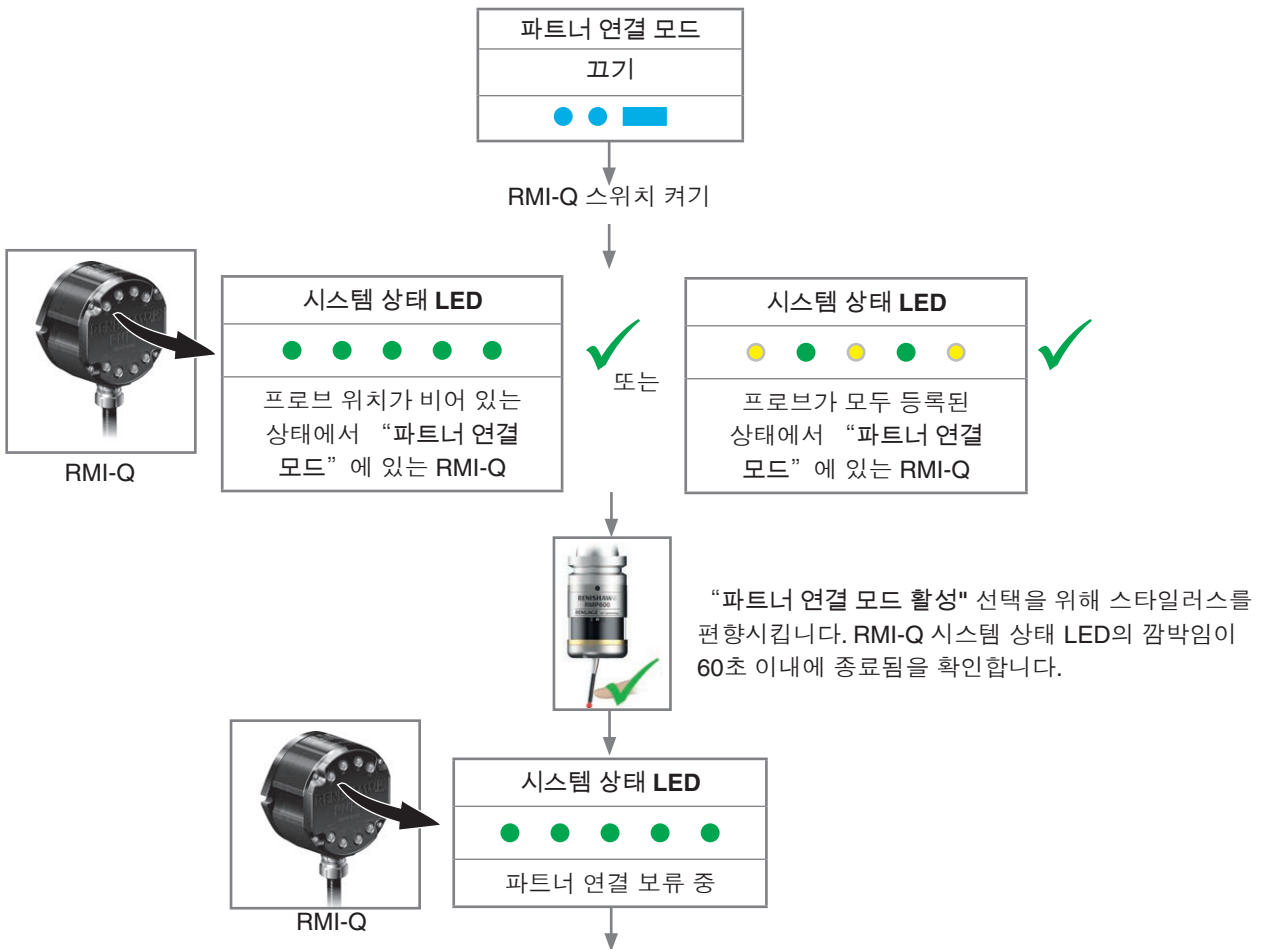 파트너 연결 모드
끄기
RMI-Q 스위치 켜기
시스템 상태 LED
프로브 위치가 비어 있는
상태에서 “파트너 연결
모드” 에 있는 RMI-Q
RMI-Q
또는
시스템 상태 LED
프로브가 모두 등록된
상태에서 “파트너 연결
모드” 에 있는 RMI-Q
RENISHAW
RMP600
“파트너 연결 모드 활성" 선택을 위해 스타일러스를
편향시킵니다. RMI-Q 시스템 상태 LED의 깜박임이
60초 이내에 종료됨을 확인합니다.
시스템 상태 LED
파트너 연결 보류 중
RMI-Q